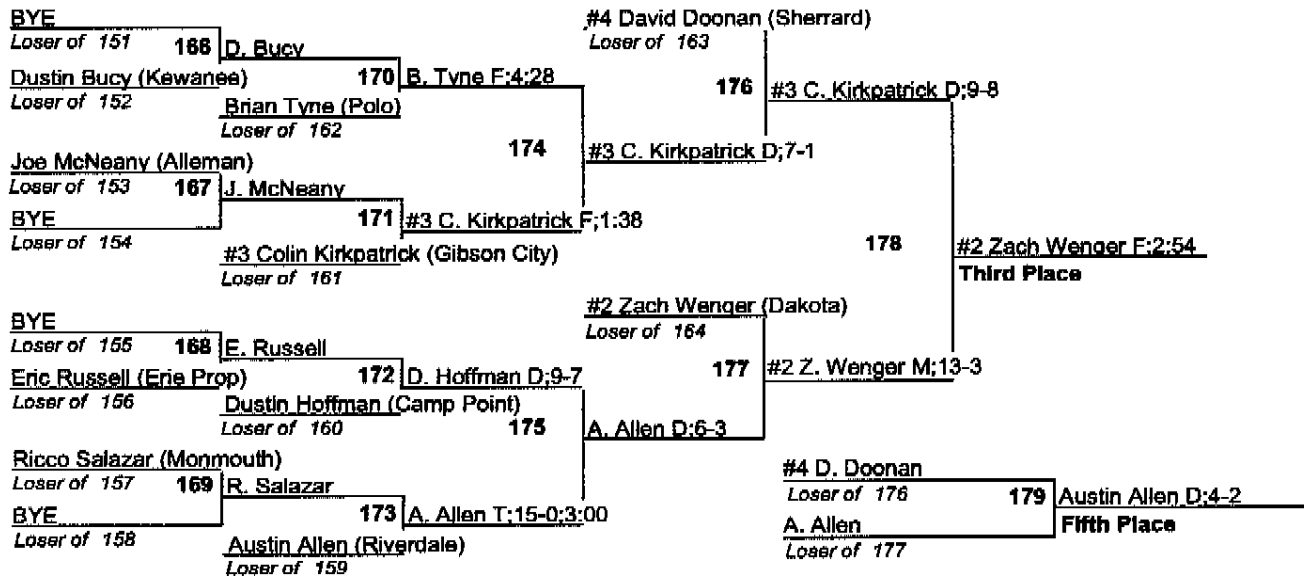 BYE
Loser of 151
166
D. Bucy
Dustin Bucy (Kewanee)
Loser of 152
170
B. Tyne F;4:28
Brian Tyne (Polo)
Loser of 162
Joe McNeany (Alleman)
Loser of 153
167
J. McNeany
BYE
Loser of 154
171
#3 C. Kirkpatrick F;1:38
#3 Colin Kirkpatrick (Gibson City)
Loser of 161
174
#3 C. Kirkpatrick D;7-1
#4 David Doonan (Sherrard)
Loser of 163
176
#3 C. Kirkpatrick D;9-8
BYE
Loser of 155
168
E. Russell
Eric Russell (Erie Prop)
Loser of 156
172
D. Hoffman D;9-7
Dustin Hoffman (Camp Point)
Loser of 160
Ricco Salazar (Monmouth)
Loser of 157
169
R. Salazar
BYE
Loser of 158
173
A. Allen T;15-0;3:00
Austin Allen (Riverdale)
Loser of 159
175
A. Allen D;6-3
#2 Zach Wenger (Dakota)
Loser of 164
177
#2 Z. Wenger M;13-3
178
#2 Zach Wenger F;2:54
Third Place
#4 D. Doonan
Loser of 176
179
Austin Allen D;4-2
Fifth Place
A. Allen
Loser of 177